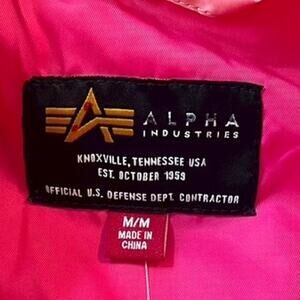 ALPHA
INDUSTRIES
KNOXVILLE, TENNESSEE USA
EST. OCTOBER 1959
OFFICIAL U.S. DEFENSE DEPT. CONTRACTOR
M/M
MADE IN
CHINA